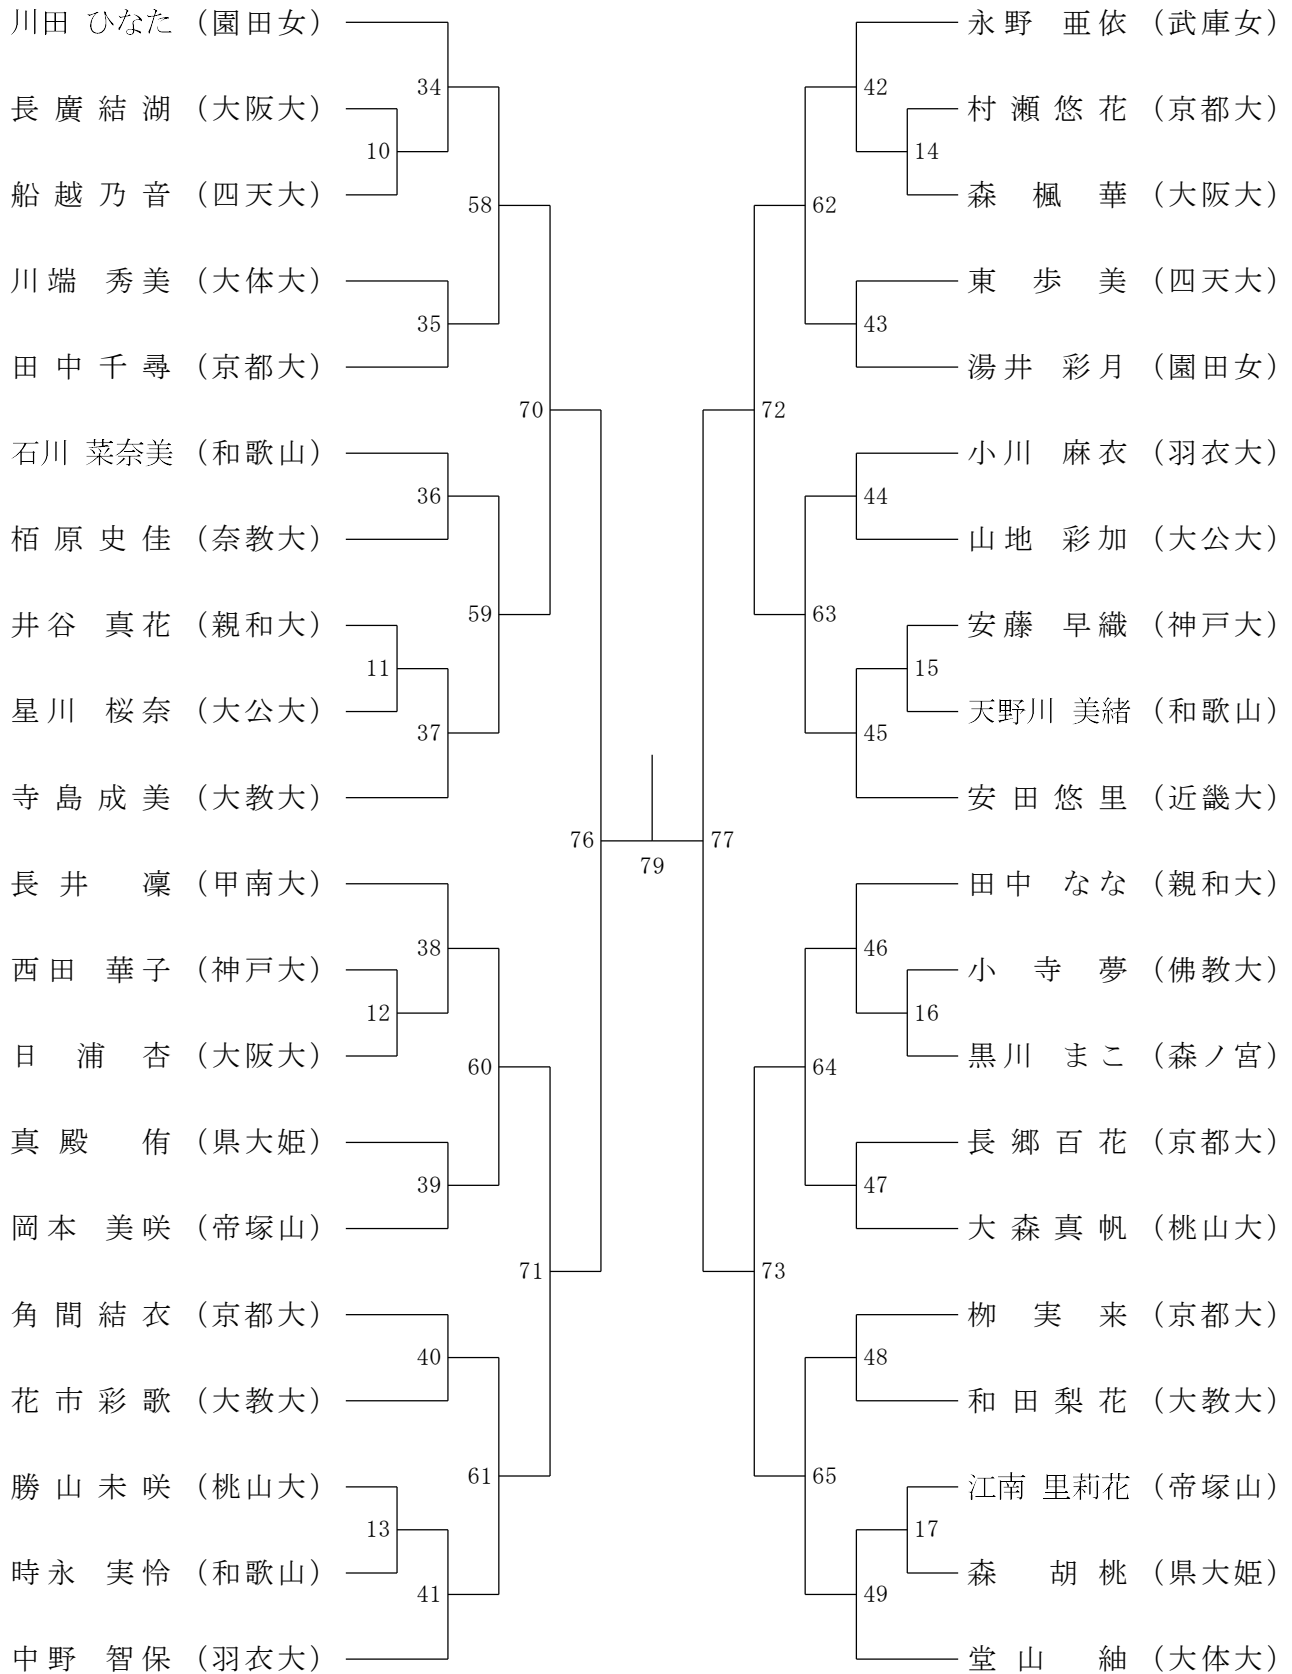 川田 ひなた （園田女）
34
長廣結湖 （大阪大）
10
船越乃音 （四天大）
58
川端 秀美 （大体大）
35
田中千尋 （京都大）
70
石川 菜奈美 （和歌山）
36
栢原史佳 （奈教大）
59
井谷 真花 （親和大）
11
星川 桜奈 （大公大）
37
寺島成美 （大教大）
76
長井 凜 （甲南大）
38
西田 華子 （神戸大）
12
日浦 杏 （大阪大）
60
真殿 侑 （県大姫）
39
岡本 美咲 （帝塚山）
71
角間結衣 （京都大）
40
花市彩歌 （大教大）
61
勝山未咲 （桃山大）
13
時永 実怜 （和歌山）
41
中野 智保 （羽衣大）
79
永野 亜依 （武庫女）
42
村瀬悠花 （京都大）
14
森 楓華 （大阪大）
62
東 歩美 （四天大）
43
湯井 彩月 （園田女）
72
小川 麻衣 （羽衣大）
44
山地 彩加 （大公大）
63
安藤 早織 （神戸大）
15
天野川 美緒 （和歌山）
45
安田悠里 （近畿大）
77
田中 なな （親和大）
46
小寺 夢 （佛教大）
16
黒川 まこ （森ノ宮）
64
長郷百花 （京都大）
47
大森真帆 （桃山大）
73
栁 実来 （京都大）
48
和田梨花 （大教大）
65
江南 里莉花 （帝塚山）
17
森 胡桃 （県大姫）
49
堂山 紬 （大体大）